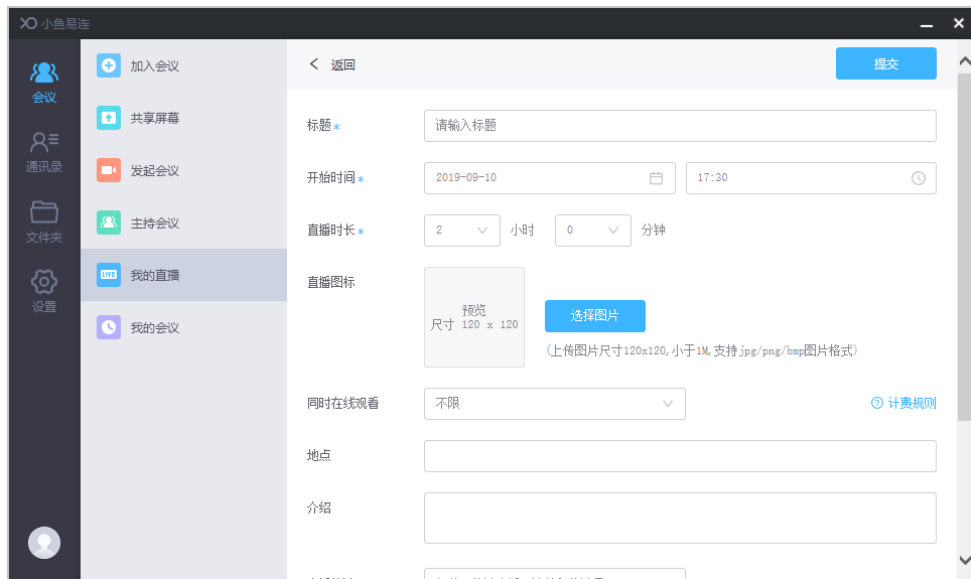 小鱼易连
会议
通讯录
文件夹
设置
加入会议
共享屏幕
发起会议
主持会议
LIVE 我的直播
我的会议
返回
提交
标题*
请输入标题
开始时间*
2019-09-10
17:30
直播时长*
2
小时
0
分钟
直播图标
预览
尺寸 120 x 120
选择图片
(上传图片尺寸120x120,小于1M,支持jpg/png/bmp图片格式)
同时在线观看
不限
计费规则
地点
介绍